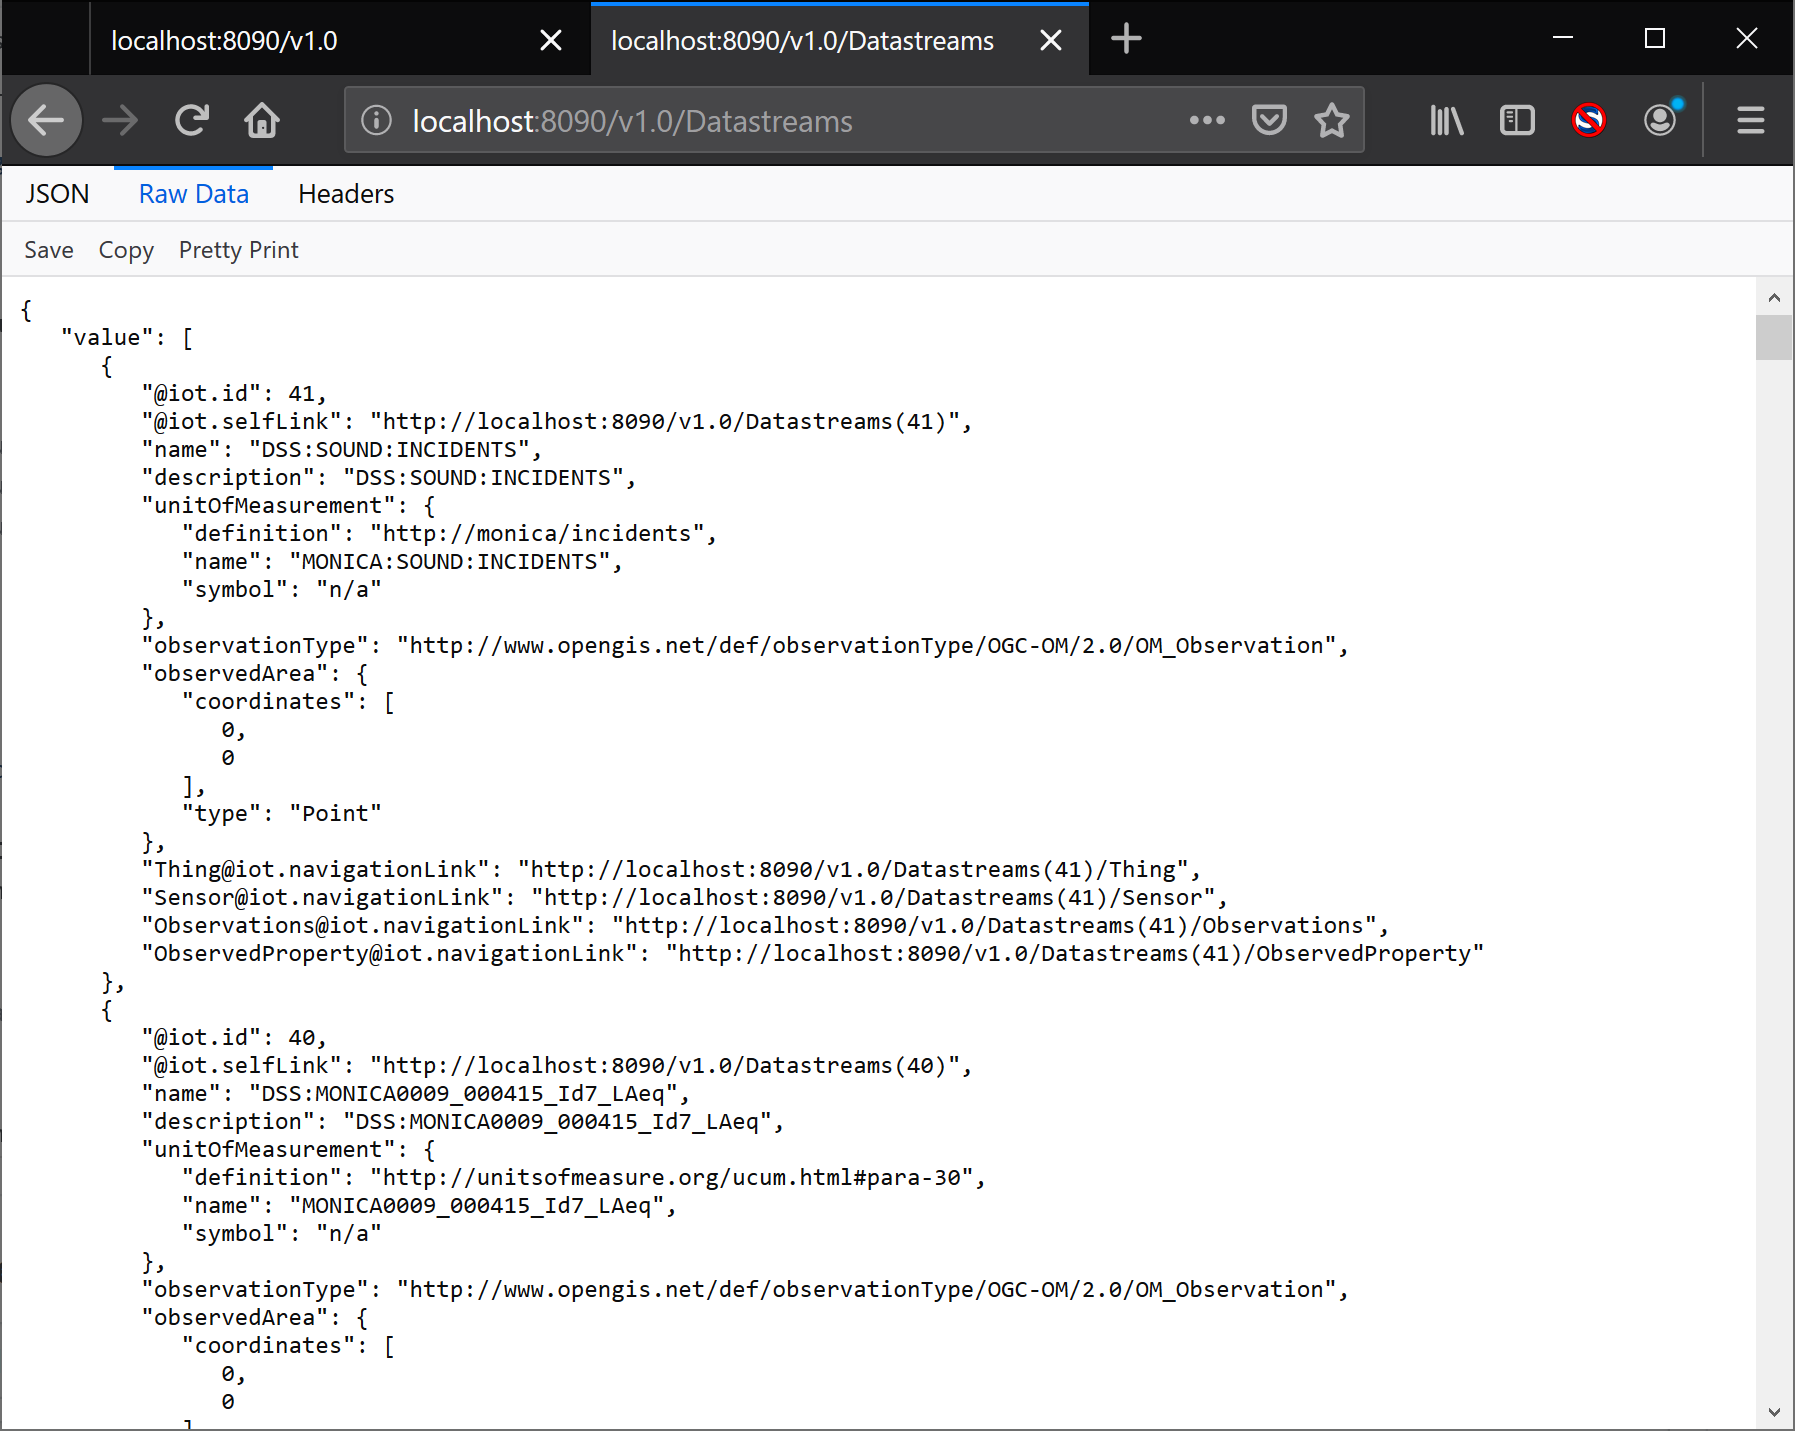 localhost:8090/v1.0
localhost:8090/v1.0/Datastreams
localhost:8090/v1.0/Datastreams
JSON
Raw Data
Headers
Save
Copy
Pretty Print
{
"value": [
{
"@iot.id": 41,
"@iot.selfLink": "http://localhost:8090/v1.0/Datastreams(41)",
"name": "DSS:SOUND:INCIDENTS",
"description": "DSS:SOUND:INCIDENTS",
"unitOfMeasurement": {
"definition": "http://monica/incidents",
"name": "MONICA:SOUND:INCIDENTS",
"symbol": "n/a"
},
"observationType": "http://www.opengis.net/def/observationType/OGC-OM/2.0/OM_Observation",
"observedArea": {
"coordinates": [
0,
0
],
"type": "Point"
},
"Thing@iot.navigationLink": "http://localhost:8090/v1.0/Datastreams(41)/Thing",
"Sensor@iot.navigationLink": "http://localhost:8090/v1.0/Datastreams(41)/Sensor",
"Observations@iot.navigationLink": "http://localhost:8090/v1.0/Datastreams(41)/Observations",
"ObservedProperty@iot.navigationLink": "http://localhost:8090/v1.0/Datastreams(41)/ObservedProperty"
},
{
"@iot.id": 40,
"@iot.selfLink": "http://localhost:8090/v1.0/Datastreams(40)",
"name": "DSS:MONICA0009_000415_Id7_LAeq",
"description": "DSS:MONICA0009_000415_Id7_LAeq",
"unitOfMeasurement": {
"definition": "http://unitsofmeasure.org/ucum.html#para-30",
"name": "MONICA0009_000415_Id7_LAeq",
"symbol": "n/a"
},
"observationType": "http://www.opengis.net/def/observationType/OGC-OM/2.0/OM_Observation",
"observedArea": {
"coordinates": [
0,
0
]